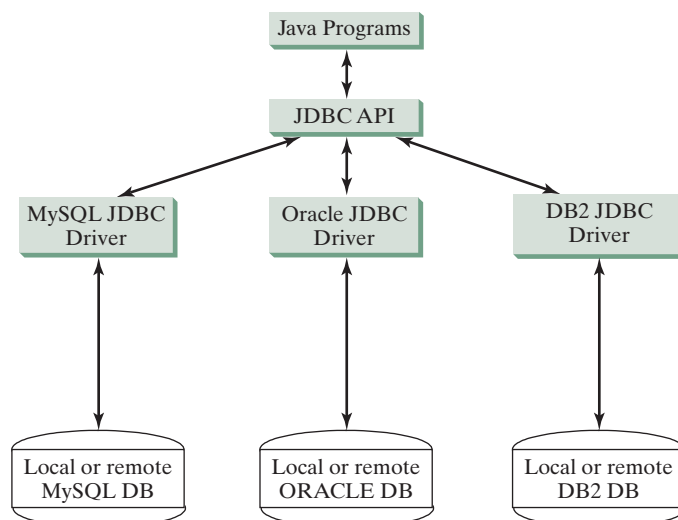 Java Programs
JDBC API
MySQL JDBC
Driver
Oracle JDBC
Driver
DB2 JDBC
Driver
Local or remote
MySQL DB
Local or remote
ORACLE DB
Local or remote
DB2 DB